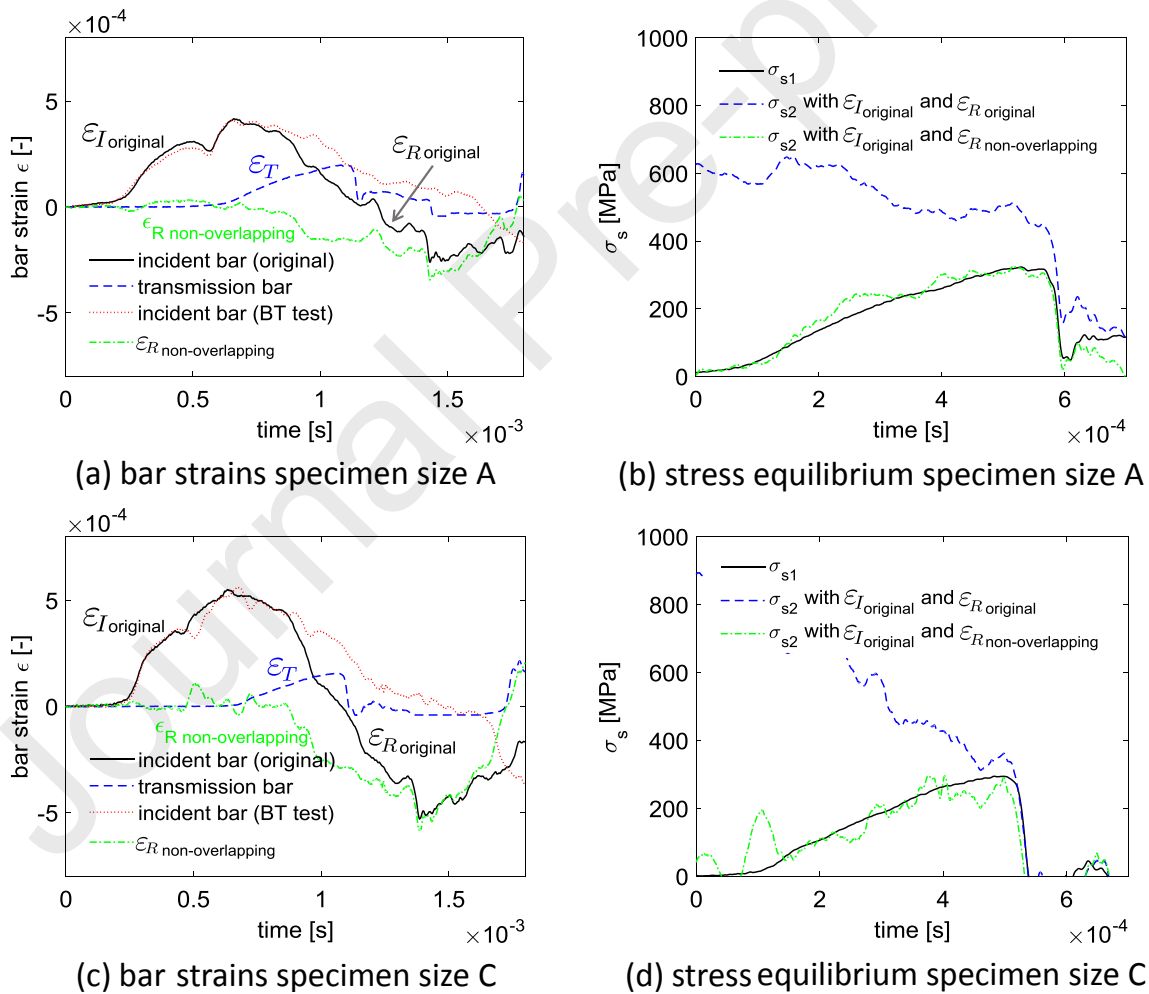 ×10⁻⁴
5
0
-5
bar strain ϵ [-]
ε_I original
ε_T
ε_R original
ϵ_R non-overlapping
incident bar (original)
transmission bar
incident bar (BT test)
ε_R non-overlapping
0 0.5 1 1.5
time [s] ×10⁻³
(a) bar strains specimen size A
1000
800
600
400
200
0
σ_s [MPa]
σ_s1
σ_s2 with ε_I original and ε_R original
σ_s2 with ε_I original and ε_R non-overlapping
0 2 4 6
time [s] ×10⁻⁴
(b) stress equilibrium specimen size A
×10⁻⁴
5
0
-5
bar strain ϵ [-]
ε_I original
ε_T
ε_R original
ϵ_R non-overlapping
incident bar (original)
transmission bar
incident bar (BT test)
ε_R non-overlapping
0 0.5 1 1.5
time [s] ×10⁻³
(c) bar strains specimen size C
1000
800
600
400
200
0
σ_s [MPa]
σ_s1
σ_s2 with ε_I original and ε_R original
σ_s2 with ε_I original and ε_R non-overlapping
0 2 4 6
time [s] ×10⁻⁴
(d) stress equilibrium specimen size C
Journal Pre-p